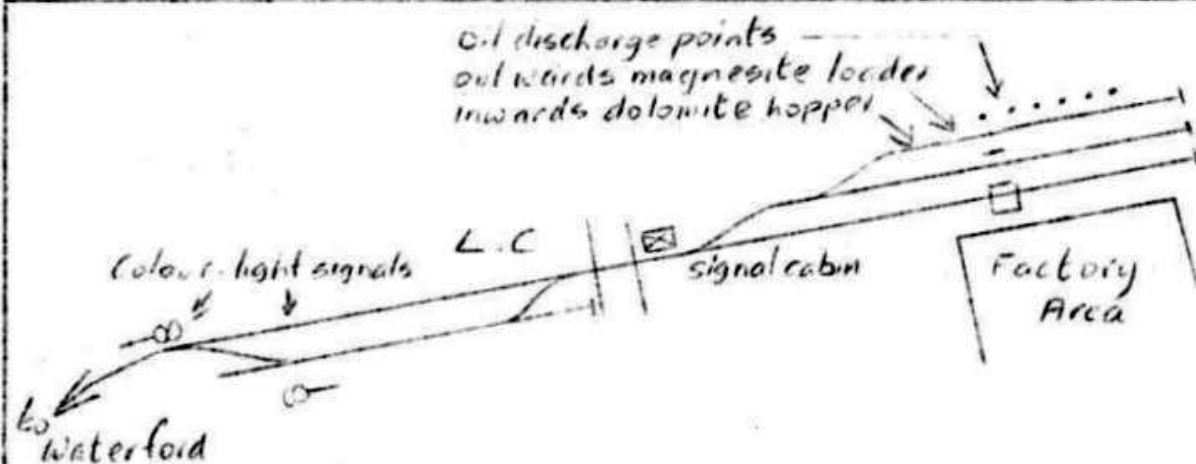 oil discharge points
outwards magnesite loader
inwards dolomite hopper
L.C
Colour-light signals
signal cabin
Factory
Area
to
Waterford